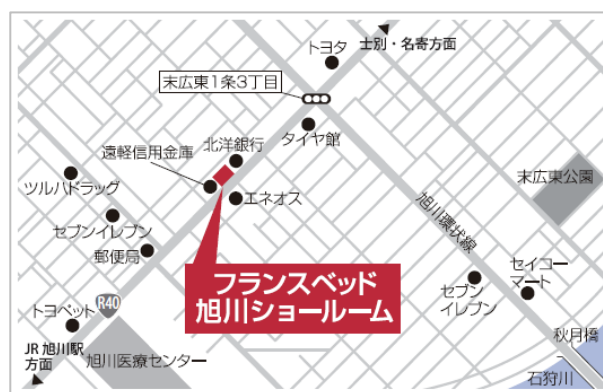 トヨタ
士別・名寄方面
末広東1条3丁目
北洋銀行
タイヤ館
遠軽信用金庫
ツルハドラッグ
エネオス
末広東公園
セブンイレブン
旭川環状線
郵便局
フランスベッド
旭川ショールーム
セイコー
マート
セブン
イレブン
R40
トヨペット
秋月橋
JR 旭川駅
方面
旭川医療センター
石狩川